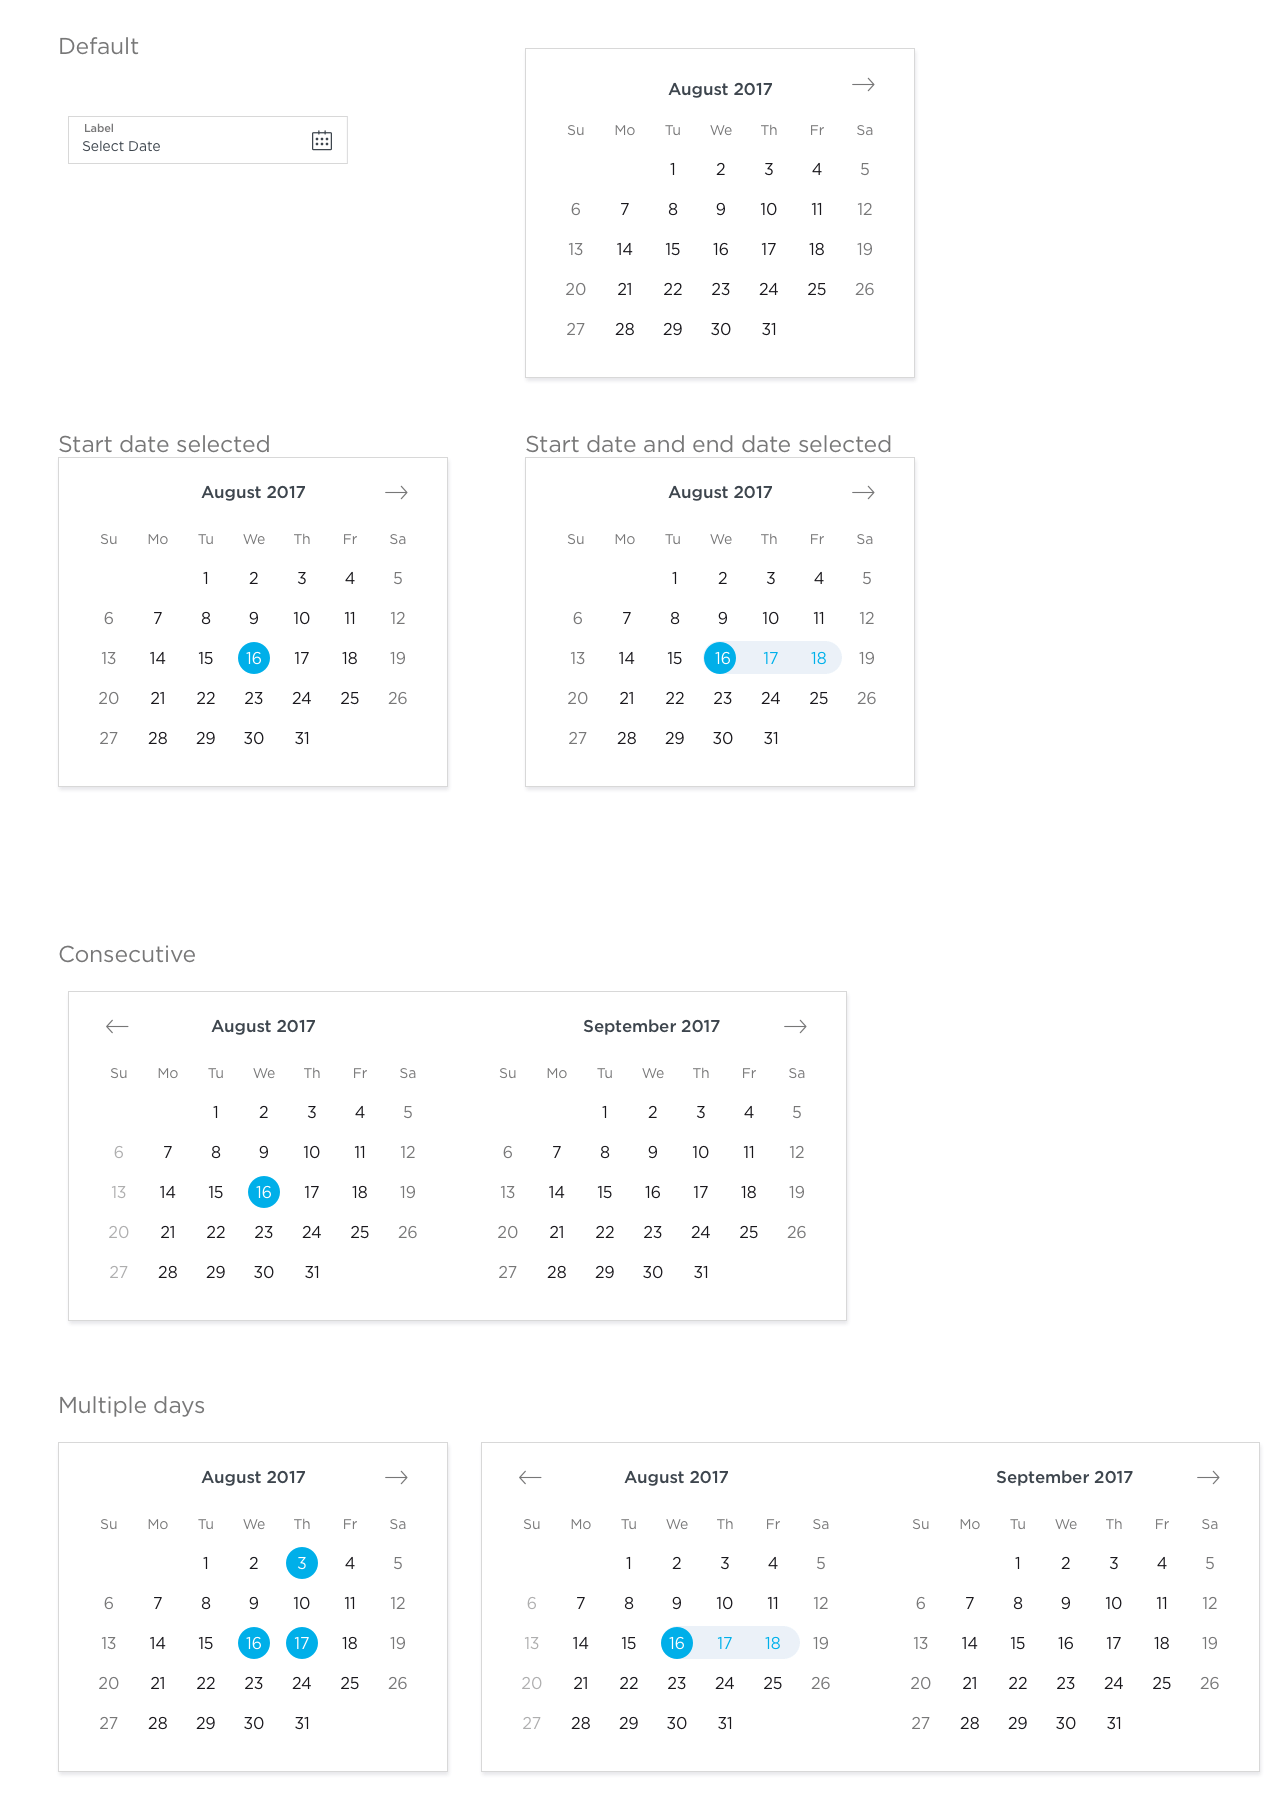 Default
Label
Select Date
August 2017
Su Mo Tu We Th Fr Sa
1 2 3 4 5
6 7 8 9 10 11 12
13 14 15 16 17 18 19
20 21 22 23 24 25 26
27 28 29 30 31
Start date selected
August 2017
Su Mo Tu We Th Fr Sa
1 2 3 4 5
6 7 8 9 10 11 12
13 14 15 16 17 18 19
20 21 22 23 24 25 26
27 28 29 30 31
Start date and end date selected
August 2017
Su Mo Tu We Th Fr Sa
1 2 3 4 5
6 7 8 9 10 11 12
13 14 15 16 17 18 19
20 21 22 23 24 25 26
27 28 29 30 31
Consecutive
August 2017
Su Mo Tu We Th Fr Sa
1 2 3 4 5
6 7 8 9 10 11 12
13 14 15 16 17 18 19
20 21 22 23 24 25 26
27 28 29 30 31
September 2017
Su Mo Tu We Th Fr Sa
1 2 3 4 5
6 7 8 9 10 11 12
13 14 15 16 17 18 19
20 21 22 23 24 25 26
27 28 29 30 31
Multiple days
August 2017
Su Mo Tu We Th Fr Sa
1 2 3 4 5
6 7 8 9 10 11 12
13 14 15 16 17 18 19
20 21 22 23 24 25 26
27 28 29 30 31
August 2017
Su Mo Tu We Th Fr Sa
1 2 3 4 5
6 7 8 9 10 11 12
13 14 15 16 17 18 19
20 21 22 23 24 25 26
27 28 29 30 31
September 2017
Su Mo Tu We Th Fr Sa
1 2 3 4 5
6 7 8 9 10 11 12
13 14 15 16 17 18 19
20 21 22 23 24 25 26
27 28 29 30 31